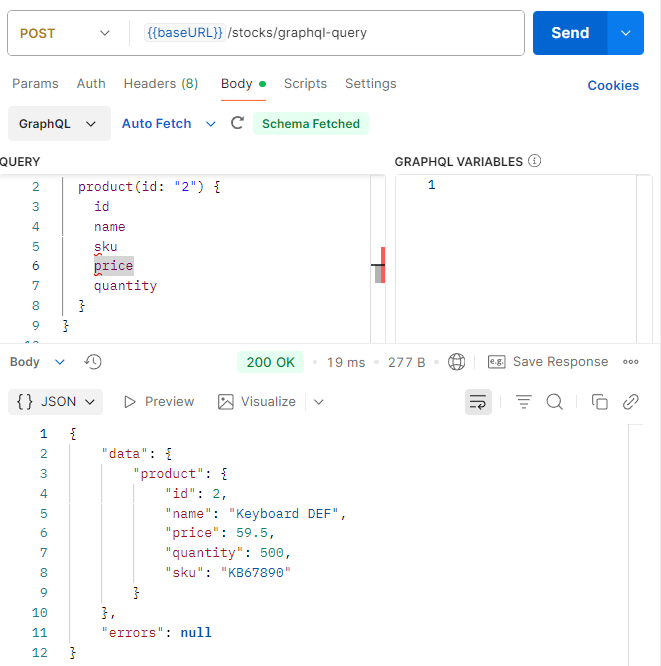 POST {{baseURL}} /stocks/graphql-query Send
Params Auth Headers (8) Body Scripts Settings Cookies
GraphQL Auto Fetch Schema Fetched
QUERY GRAPHQL VARIABLES
2 product(id: "2") { 1
3 id
4 name
5 sku
6 price
7 quantity
8 }
9 }
Body 200 OK 19 ms 277 B e.g. Save Response
{} JSON Preview Visualize
1 {
2 "data": {
3 "product": {
4 "id": 2,
5 "name": "Keyboard DEF",
6 "price": 59.5,
7 "quantity": 500,
8 "sku": "KB67890"
9 }
10 },
11 "errors": null
12 }